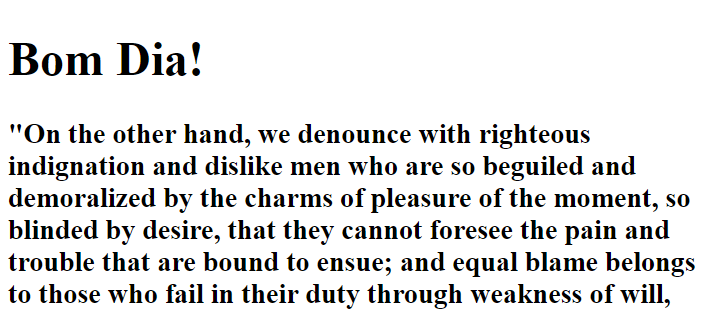 Bom Dia!
"On the other hand, we denounce with righteous
indignation and dislike men who are so beguiled and
demoralized by the charms of pleasure of the moment, so
blinded by desire, that they cannot foresee the pain and
trouble that are bound to ensue; and equal blame belongs
to those who fail in their duty through weakness of will,